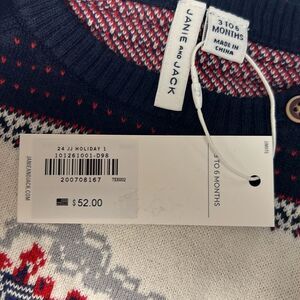 JANIE AND JACK
3 TO 6
MONTHS
MADE IN
CHINA
24 JJ HOLIDAY 1
101261001-D98
200708167
$52.00
3 TO 6 MONTHS
JANIEANDJACK.COM